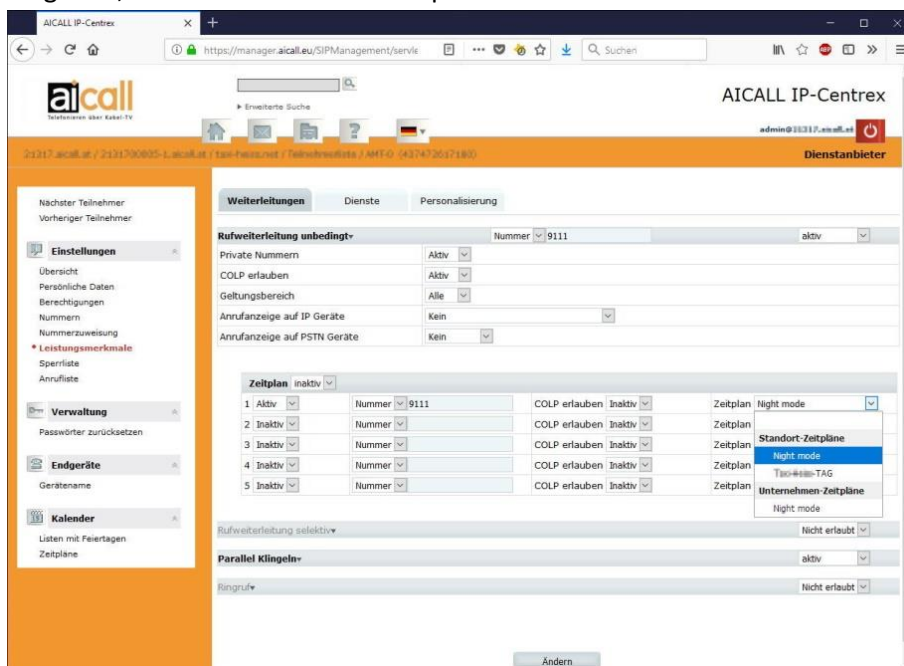 AICALL IP-Centrex
https://manager.aicall.eu/SIPManagement/servle
Suchen
aicall
Telefonieren über Kabel-TV
Erweiterte Suche
AICALL IP-Centrex
Dienstanbieter
Nächster Teilnehmer
Vorheriger Teilnehmer
Einstellungen
Übersicht
Persönliche Daten
Berechtigungen
Nummern
Nummerzuweisung
Leistungsmerkmale
Sperrliste
Anrufliste
Verwaltung
Passwörter zurücksetzen
Endgeräte
Gerätename
Kalender
Listen mit Feiertagen
Zeitpläne
Weiterleitungen Dienste Personalisierung
Rufweiterleitung unbedingt Nummer 9111 aktiv
Private Nummern Aktiv
COLP erlauben Aktiv
Geltungsbereich Alle
Anrufanzeige auf IP Geräte Kein
Anrufanzeige auf PSTN Geräte Kein
Zeitplan inaktiv
1 Aktiv Nummer 9111 COLP erlauben Inaktiv Zeitplan Night mode
2 Inaktiv Nummer COLP erlauben Inaktiv Zeitplan
3 Inaktiv Nummer COLP erlauben Inaktiv Zeitplan
4 Inaktiv Nummer COLP erlauben Inaktiv Zeitplan
5 Inaktiv Nummer COLP erlauben Inaktiv Zeitplan
Standort-Zeitpläne
Night mode
TAG
Unternehmen-Zeitpläne
Night mode
Rufweiterleitung selektiv Nicht erlaubt
Parallel Klingeln aktiv
Ringruf Nicht erlaubt
Ändern